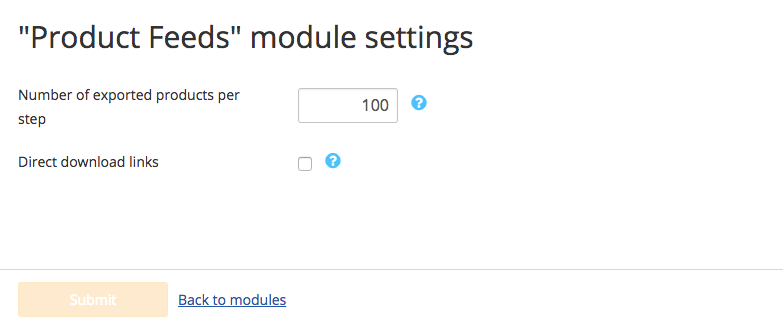 "Product Feeds" module settings
Number of exported products per
step
100
?
Direct download links
?
Submit
Back to modules